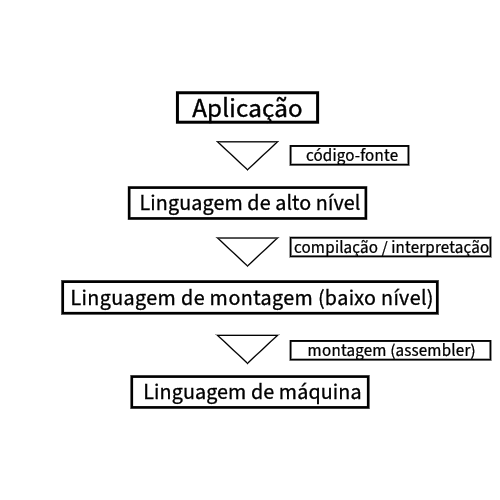 Aplicação
código-fonte
Linguagem de alto nível
compilação / interpretação
Linguagem de montagem (baixo nível)
montagem (assembler)
Linguagem de máquina